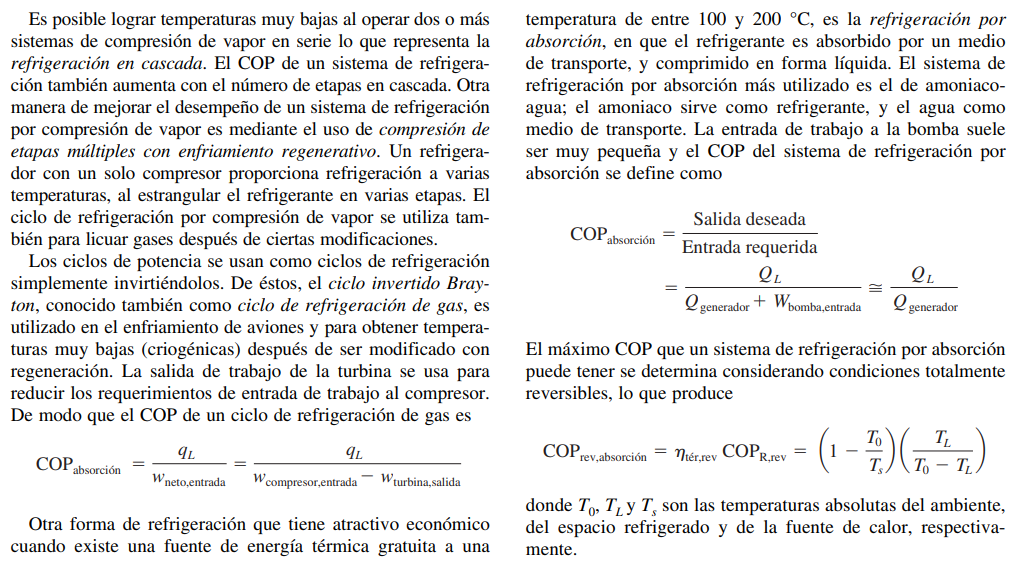 Es posible lograr temperaturas muy bajas al operar dos o más
sistemas de compresión de vapor en serie lo que representa la
refrigeración en cascada. El COP de un sistema de refrigera-
ción también aumenta con el número de etapas en cascada. Otra
manera de mejorar el desempeño de un sistema de refrigeración
por compresión de vapor es mediante el uso de compresión de
etapas múltiples con enfriamiento regenerativo. Un refrigera-
dor con un solo compresor proporciona refrigeración a varias
temperaturas, al estrangular el refrigerante en varias etapas. El
ciclo de refrigeración por compresión de vapor se utiliza tam-
bién para licuar gases después de ciertas modificaciones.
Los ciclos de potencia se usan como ciclos de refrigeración
simplemente invirtiéndolos. De éstos, el ciclo invertido Bray-
ton, conocido también como ciclo de refrigeración de gas, es
utilizado en el enfriamiento de aviones y para obtener tempera-
turas muy bajas (criogénicas) después de ser modificado con
regeneración. La salida de trabajo de la turbina se usa para
reducir los requerimientos de entrada de trabajo al compresor.
De modo que el COP de un ciclo de refrigeración de gas es
COP_absorción = q_L / w_neto,entrada = q_L / (w_compresor,entrada − w_turbina,salida)
Otra forma de refrigeración que tiene atractivo económico
cuando existe una fuente de energía térmica gratuita a una
temperatura de entre 100 y 200 °C, es la refrigeración por
absorción, en que el refrigerante es absorbido por un medio
de transporte, y comprimido en forma líquida. El sistema de
refrigeración por absorción más utilizado es el de amoniaco-
agua; el amoniaco sirve como refrigerante, y el agua como
medio de transporte. La entrada de trabajo a la bomba suele
ser muy pequeña y el COP del sistema de refrigeración por
absorción se define como
COP_absorción = Salida deseada / Entrada requerida
= Q_L / (Q_generador + W_bomba,entrada) ≅ Q_L / Q_generador
El máximo COP que un sistema de refrigeración por absorción
puede tener se determina considerando condiciones totalmente
reversibles, lo que produce
COP_rev,absorción = η_tér,rev COP_R,rev = (1 − T_0 / T_s)(T_L / (T_0 − T_L))
donde T_0, T_L y T_s son las temperaturas absolutas del ambiente,
del espacio refrigerado y de la fuente de calor, respectiva-
mente.